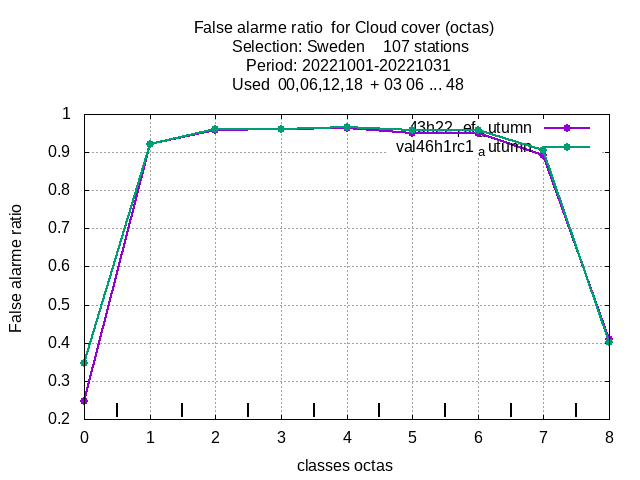 False alarme ratio for Cloud cover (octas)
Selection: Sweden 107 stations
Period: 20221001-20221031
Used 00,06,12,18 + 03 06 ... 48
1
0.9
0.8
0.7
0.6
0.5
0.4
0.3
0.2
False alarme ratio
utumn
val46h1rc1 a utumn
0 1 2 3 4 5 6 7 8
classes octas